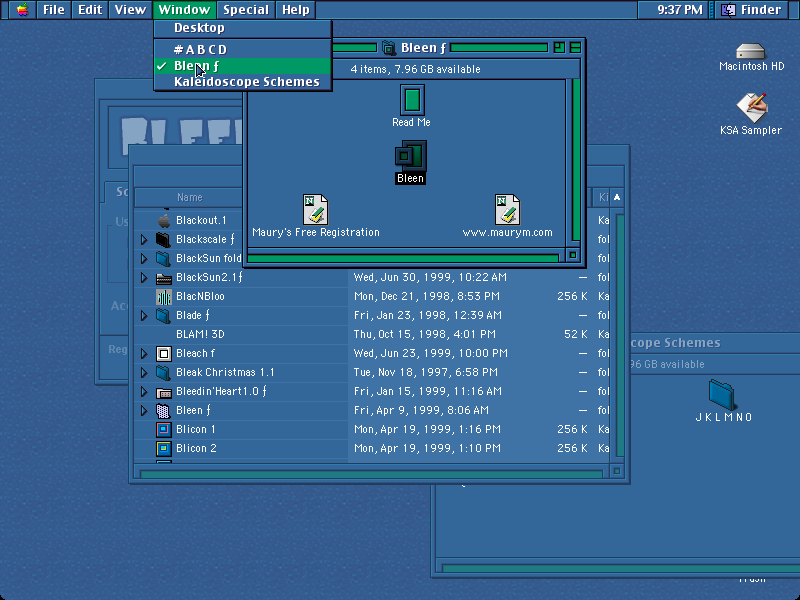 File Edit View Window Special Help 9:37 PM Finder
Desktop
#ABCD
✓ Bleen ƒ
Kaleidoscope Schemes
Bleen ƒ
4 items, 7.96 GB available
Read Me
Bleen
Maury's Free Registration
www.maurym.com
Macintosh HD
KSA Sampler
BLEEN
Name
Ki
Blackout.1
Ka
Blackscale ƒ
fol
BlackSun fold
fol
BlackSun2.1ƒ Wed, Jun 30, 1999, 10:22 AM — fol
BlacNBloo Mon, Dec 21, 1998, 8:53 PM 256 K Ka
Blade ƒ Fri, Jan 23, 1998, 12:39 AM — fol
BLAM! 3D Thu, Oct 15, 1998, 4:01 PM 52 K Ka
Bleach f Wed, Jun 23, 1999, 10:00 PM — fol
Bleak Christmas 1.1 Tue, Nov 18, 1997, 6:58 PM — fol
Bleedin'Heart1.0 ƒ Fri, Jan 15, 1999, 11:16 AM — fol
Bleen ƒ Fri, Apr 9, 1999, 8:06 AM — fol
Blicon 1 Mon, Apr 19, 1999, 1:16 PM 256 K Ka
Blicon 2 Mon, Apr 19, 1999, 1:10 PM 256 K Ka
Us
Acc
Reg
cope Schemes
96 GB available
J K L M N O
Trash